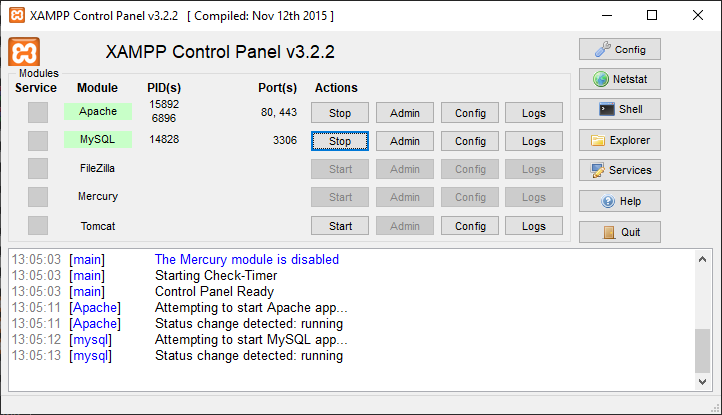 XAMPP Control Panel v3.2.2 [ Compiled: Nov 12th 2015 ]
XAMPP Control Panel v3.2.2
Config
Modules
Service Module PID(s) Port(s) Actions
Netstat
Apache 15892 6896 80, 443 Stop Admin Config Logs
Shell
MySQL 14828 3306 Stop Admin Config Logs
Explorer
FileZilla Start Admin Config Logs
Services
Mercury Start Admin Config Logs
Help
Tomcat Start Admin Config Logs
Quit
13:05:03 [main] The Mercury module is disabled
13:05:03 [main] Starting Check-Timer
13:05:03 [main] Control Panel Ready
13:05:11 [Apache] Attempting to start Apache app...
13:05:11 [Apache] Status change detected: running
13:05:12 [mysql] Attempting to start MySQL app...
13:05:13 [mysql] Status change detected: running